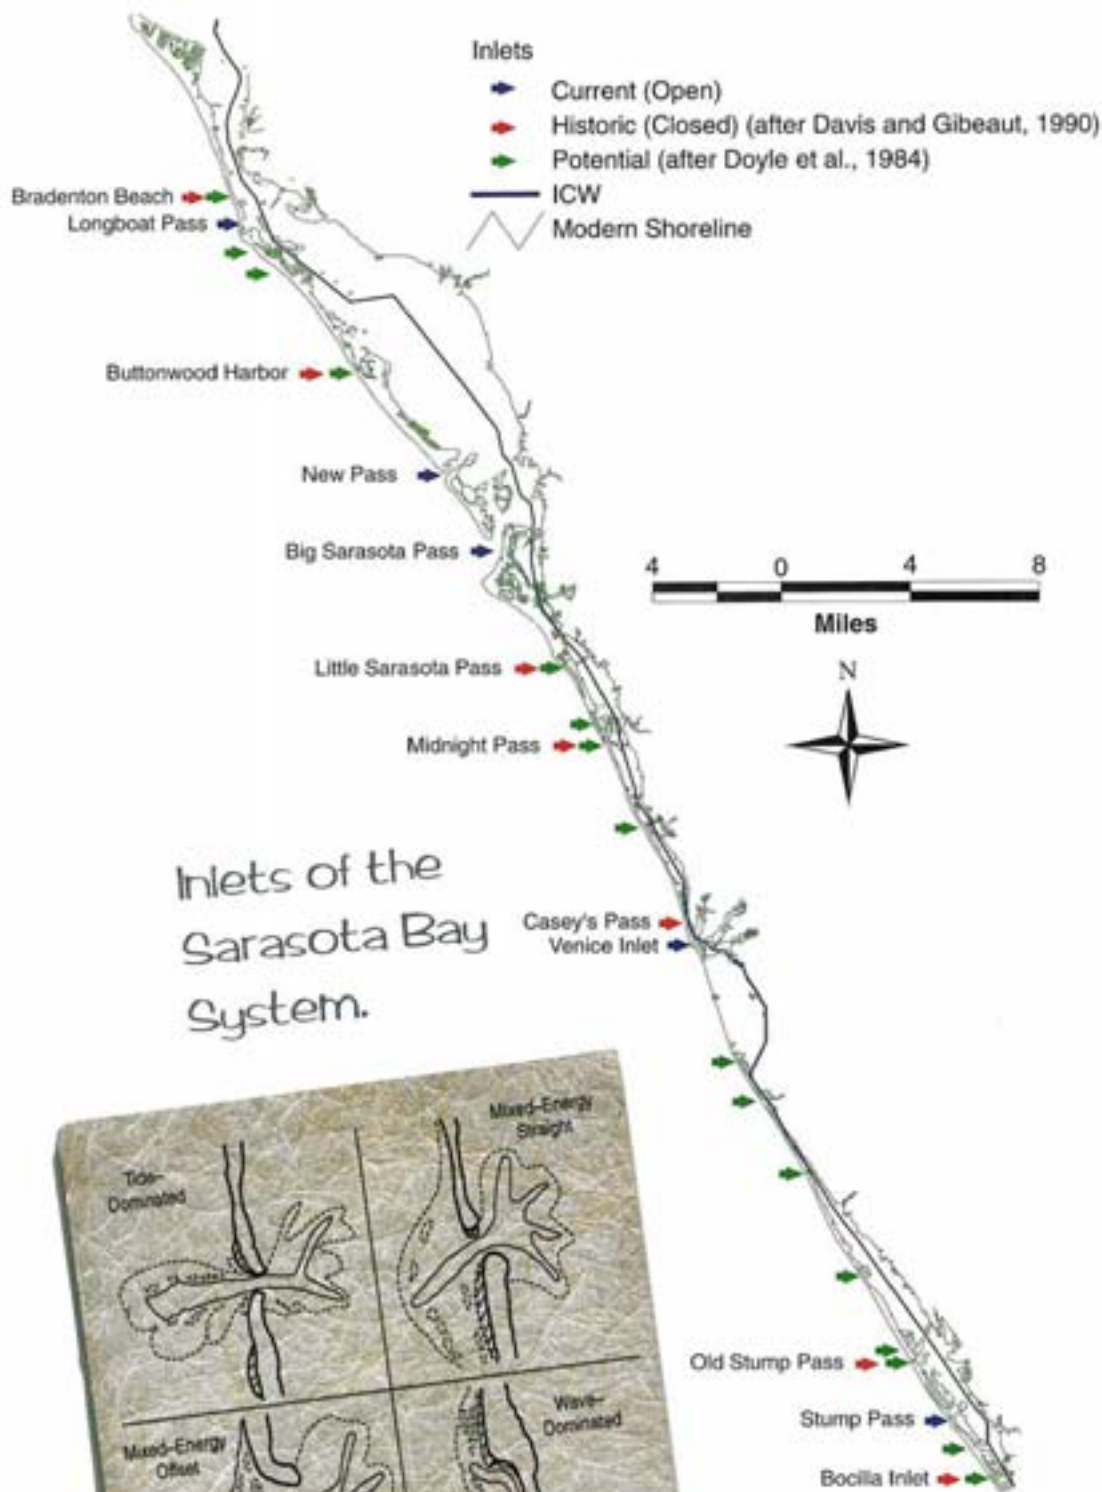 Inlets
Current (Open)
Historic (Closed) (after Davis and Gibeaut, 1990)
Potential (after Doyle et al., 1984)
ICW
Modern Shoreline
Bradenton Beach
Longboat Pass
Buttonwood Harbor
New Pass
Big Sarasota Pass
4 0 4 8
Miles
N
Little Sarasota Pass
Midnight Pass
Inlets of the
Sarasota Bay
System.
Casey's Pass
Venice Inlet
Mixed–Energy
Straight
Tide–
Dominated
Old Stump Pass
Stump Pass
Bocilla Inlet
Mixed–Energy
Offset
Wave–
Dominated